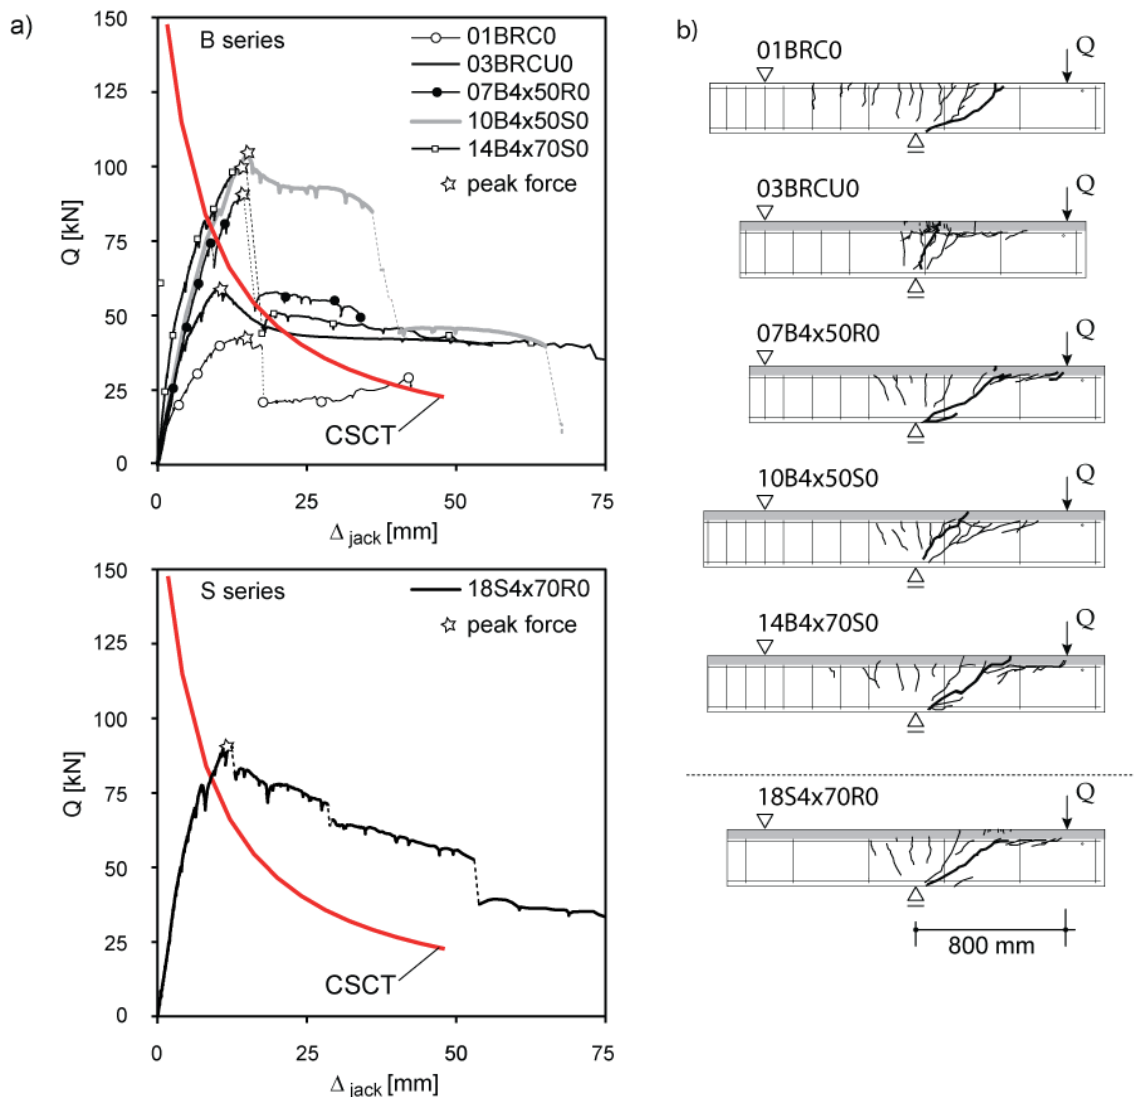 a)
B series
01BRC0
03BRCU0
07B4x50R0
10B4x50S0
14B4x70S0
peak force
CSCT
150
125
100
75
50
25
0
Q [kN]
0 25 50 75
Δ jack [mm]
S series
18S4x70R0
peak force
CSCT
150
125
100
75
50
25
0
Q [kN]
0 25 50 75
Δ jack [mm]
b)
01BRC0 Q
03BRCU0 Q
07B4x50R0 Q
10B4x50S0 Q
14B4x70S0 Q
18S4x70R0 Q
800 mm